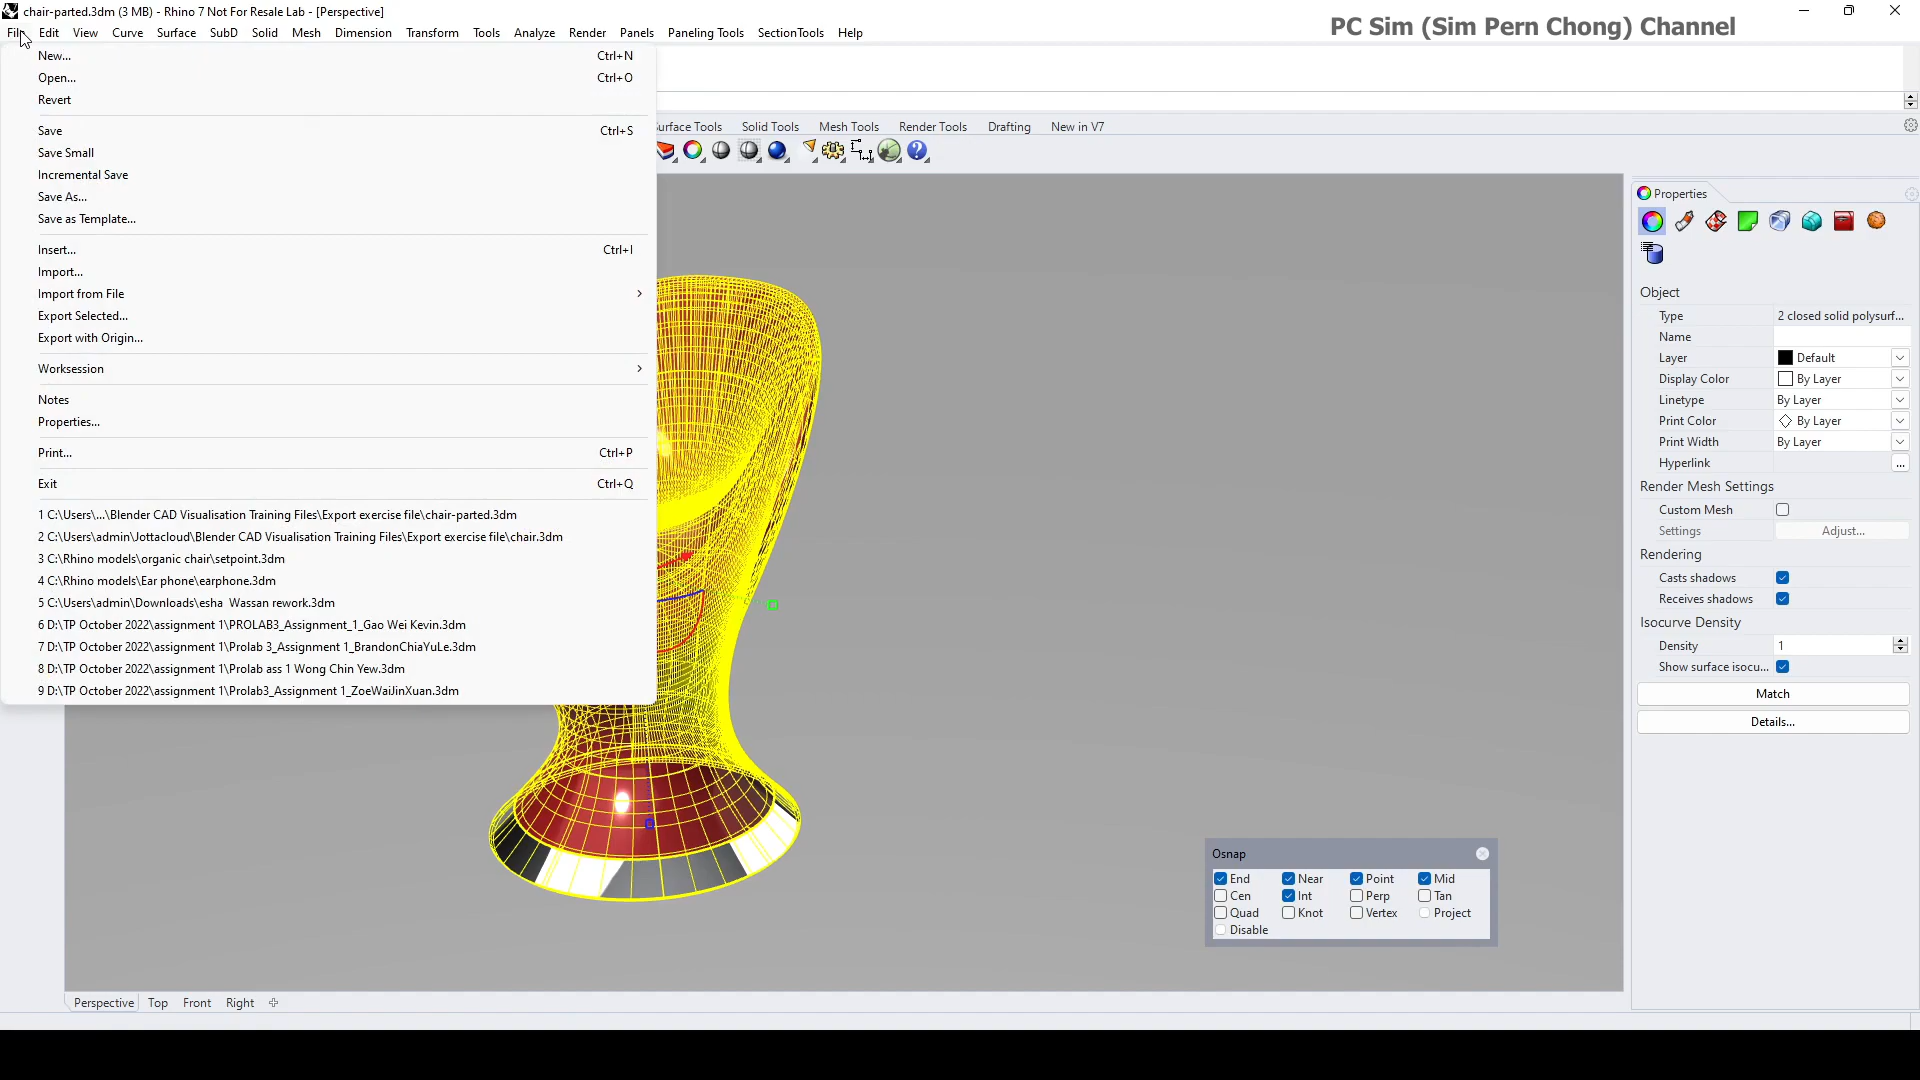 chair-parted.3dm (3 MB) - Rhino 7 Not For Resale Lab - [Perspective]
PC Sim (Sim Pern Chong) Channel
File Edit View Curve Surface SubD Solid Mesh Dimension Transform Tools Analyze Render Panels Paneling Tools SectionTools Help
New... Ctrl+N
Open... Ctrl+O
Revert
Save Ctrl+S
Save Small
Incremental Save
Save As...
Save as Template...
Insert... Ctrl+I
Import...
Import from File
Export Selected...
Export with Origin...
Worksession
Notes
Properties...
Print... Ctrl+P
Exit Ctrl+Q
1 C:\Users\...\Blender CAD Visualisation Training Files\Export exercise file\chair-parted.3dm
2 C:\Users\admin\Jottacloud\Blender CAD Visualisation Training Files\Export exercise file\chair.3dm
3 C:\Rhino models\organic chair\setpoint.3dm
4 C:\Rhino models\Ear phone\earphone.3dm
5 C:\Users\admin\Downloads\esha Wassan rework.3dm
6 D:\TP October 2022\assignment 1\PROLAB3_Assignment_1_Gao Wei Kevin.3dm
7 D:\TP October 2022\assignment 1\Prolab 3_Assignment 1_BrandonChiaYuLe.3dm
8 D:\TP October 2022\assignment 1\Prolab ass 1 Wong Chin Yew.3dm
9 D:\TP October 2022\assignment 1\Prolab3_Assignment 1_ZoeWaiJinXuan.3dm
urface Tools Solid Tools Mesh Tools Render Tools Drafting New in V7
Properties
Object
Type 2 closed solid polysurf...
Name
Layer Default
Display Color By Layer
Linetype By Layer
Print Color By Layer
Print Width By Layer
Hyperlink ...
Render Mesh Settings
Custom Mesh
Settings Adjust...
Rendering
Casts shadows
Receives shadows
Isocurve Density
Density 1
Show surface isocu...
Match
Details...
Osnap
End Near Point Mid
Cen Int Perp Tan
Quad Knot Vertex Project
Disable
Perspective Top Front Right